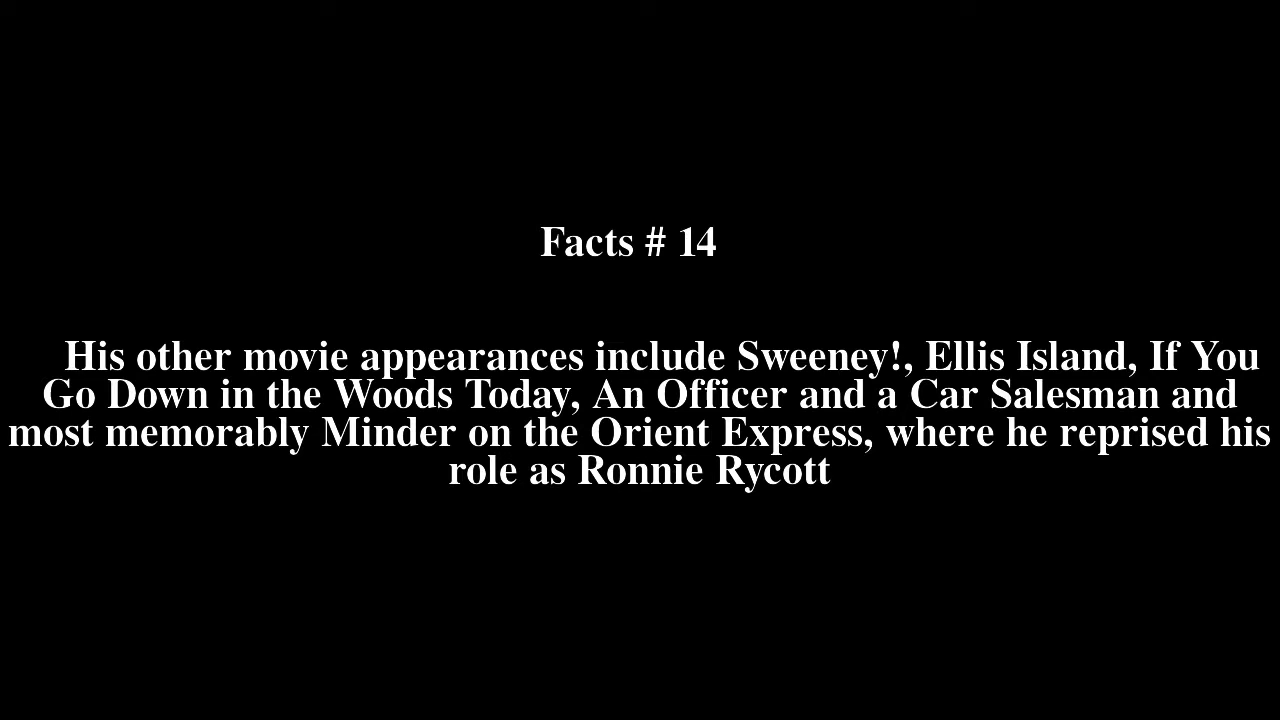 Facts # 14
His other movie appearances include Sweeney!, Ellis Island, If You
Go Down in the Woods Today, An Officer and a Car Salesman and
most memorably Minder on the Orient Express, where he reprised his
role as Ronnie Rycott